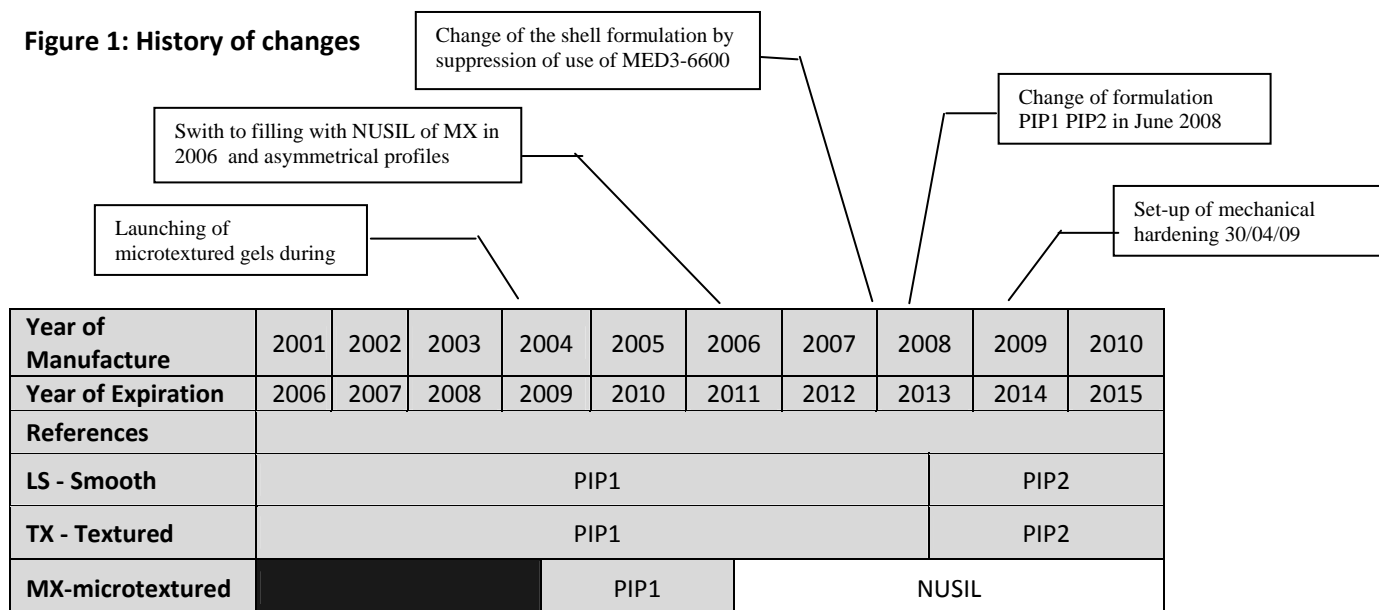 Figure 1: History of changes
Change of the shell formulation by
suppression of use of MED3-6600
Change of formulation
PIP1 PIP2 in June 2008
Swith to filling with NUSIL of MX in
2006 and asymmetrical profiles
Set-up of mechanical
hardening 30/04/09
Launching of
microtextured gels during
Year of
Manufacture 2001 2002 2003 2004 2005 2006 2007 2008 2009 2010
Year of Expiration 2006 2007 2008 2009 2010 2011 2012 2013 2014 2015
References
LS - Smooth PIP1 PIP2
TX - Textured PIP1 PIP2
MX-microtextured PIP1 NUSIL